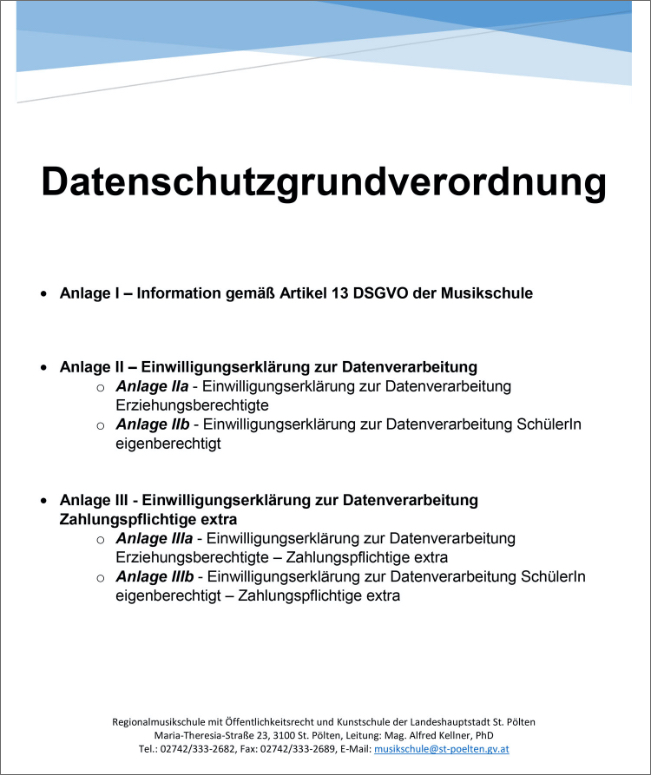 Datenschutzgrundverordnung
• Anlage I – Information gemäß Artikel 13 DSGVO der Musikschule
• Anlage II – Einwilligungserklärung zur Datenverarbeitung
o Anlage IIa - Einwilligungserklärung zur Datenverarbeitung
Erziehungsberechtigte
o Anlage IIb - Einwilligungserklärung zur Datenverarbeitung SchülerIn
eigenberechtigt
• Anlage III - Einwilligungserklärung zur Datenverarbeitung
Zahlungspflichtige extra
o Anlage IIIa - Einwilligungserklärung zur Datenverarbeitung
Erziehungsberechtigte – Zahlungspflichtige extra
o Anlage IIIb - Einwilligungserklärung zur Datenverarbeitung SchülerIn
eigenberechtigt – Zahlungspflichtige extra
Regionalmusikschule mit Öffentlichkeitsrecht und Kunstschule der Landeshauptstadt St. Pölten
Maria-Theresia-Straße 23, 3100 St. Pölten, Leitung: Mag. Alfred Kellner, PhD
Tel.: 02742/333-2682, Fax: 02742/333-2689, E-Mail: musikschule@st-poelten.gv.at